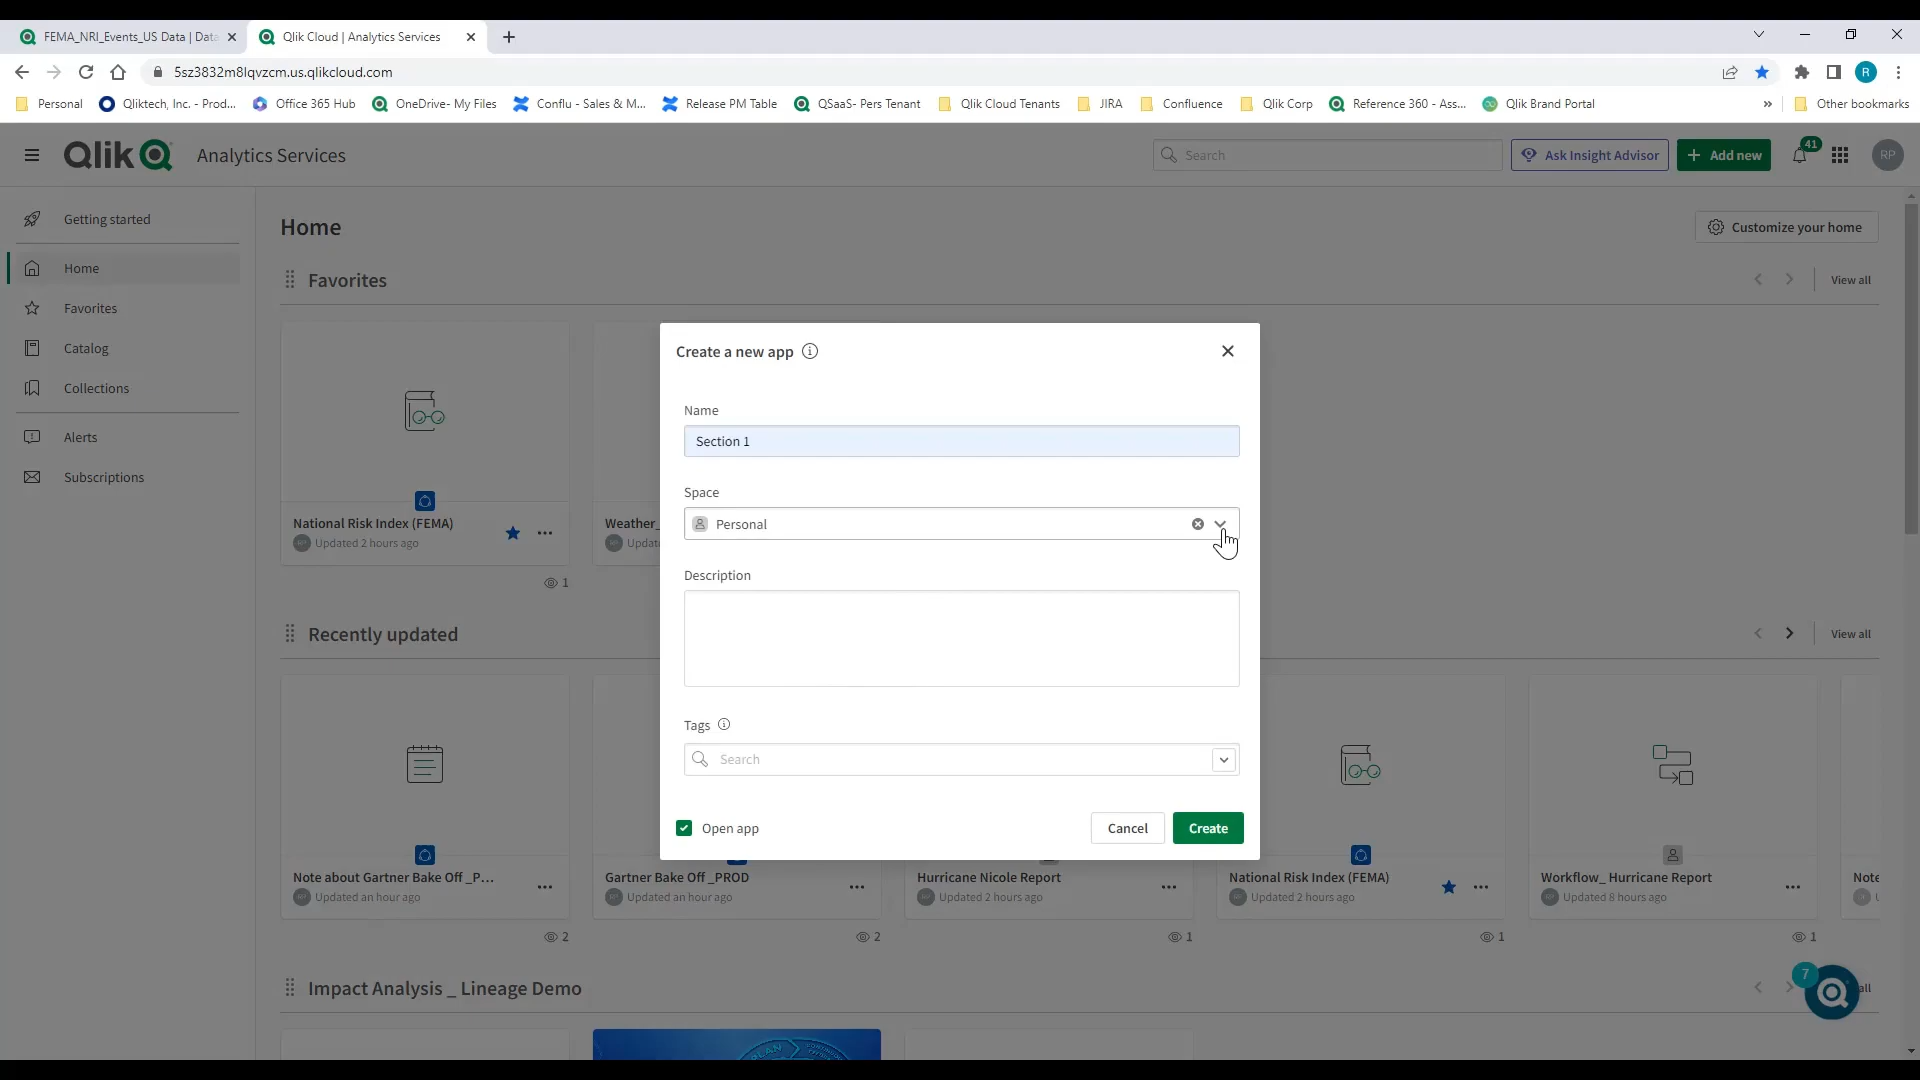 FEMA_NRI_Events_US Data | Data
Qlik Cloud | Analytics Services
5sz3832m8lqvzcm.us.qlikcloud.com
R
Personal
Qliktech, Inc. - Prod...
Office 365 Hub
OneDrive- My Files
Conflu - Sales & M...
Release PM Table
QSaaS- Pers Tenant
Qlik Cloud Tenants
JIRA
Confluence
Qlik Corp
Reference 360 - Ass...
Qlik Brand Portal
»
Other bookmarks
Qlik
Analytics Services
Search
Ask Insight Advisor
Add new
41
RP
Getting started
Home
Favorites
Catalog
Collections
Alerts
Subscriptions
Home
Customize your home
Favorites
View all
National Risk Index (FEMA)
Updated 2 hours ago
1
Weather_
Updat
Create a new app
Name
Section 1
Space
Personal
Description
Tags
Search
Open app
Cancel
Create
Recently updated
View all
Note about Gartner Bake Off _P...
Updated an hour ago
2
Gartner Bake Off _PROD
Updated an hour ago
2
Hurricane Nicole Report
Updated 2 hours ago
1
National Risk Index (FEMA)
Updated 2 hours ago
1
Workflow_ Hurricane Report
Updated 8 hours ago
1
Note
Impact Analysis _ Lineage Demo
7
all
PLAN